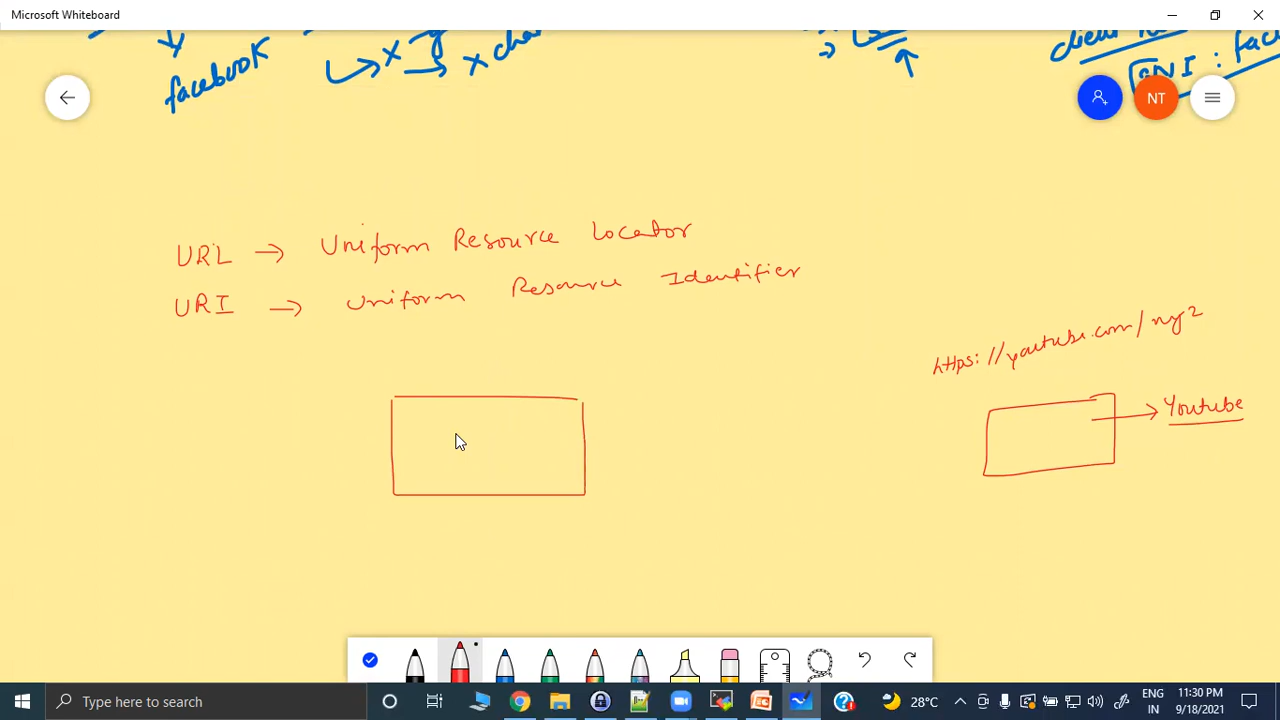 Microsoft Whiteboard
facebook
NT
URL → Uniform Resource Locator
URI → Uniform Resource Identifier
https://youtube.com/
Youtube
Type here to search
28°C
ENG
IN
11:30 PM
9/18/2021